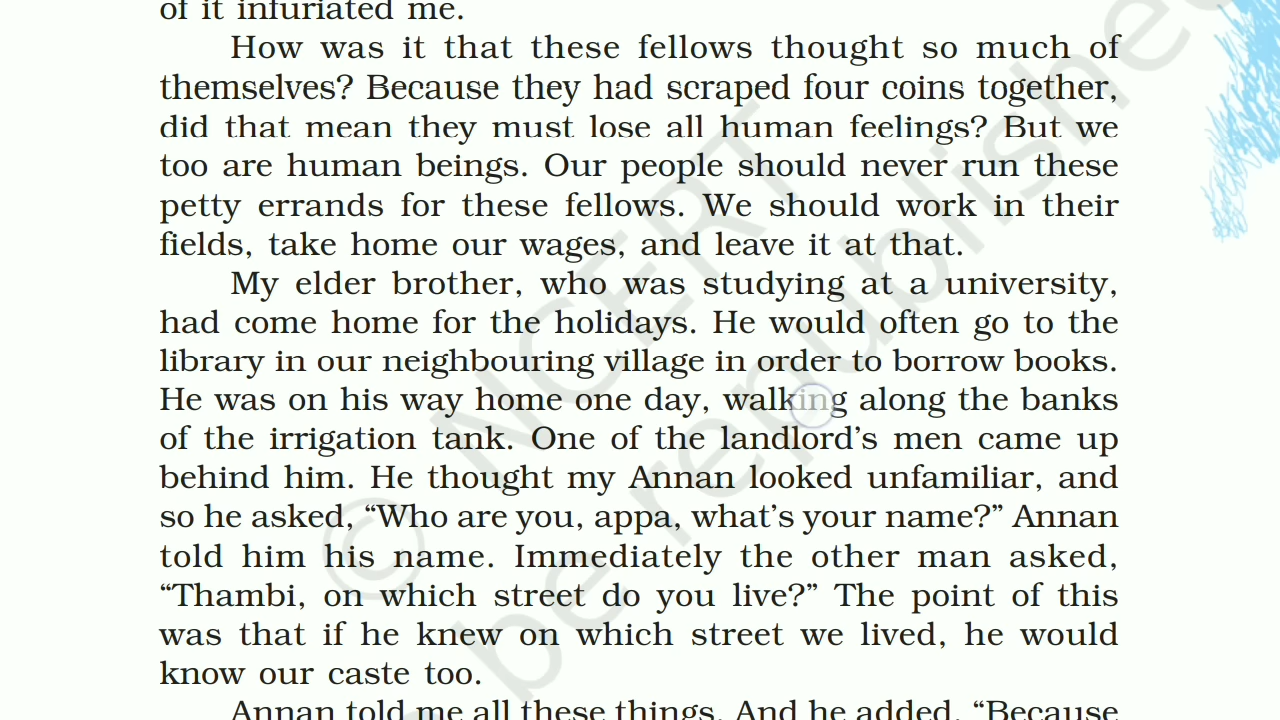 of it infuriated me.
How was it that these fellows thought so much of
themselves? Because they had scraped four coins together,
did that mean they must lose all human feelings? But we
too are human beings. Our people should never run these
petty errands for these fellows. We should work in their
fields, take home our wages, and leave it at that.
My elder brother, who was studying at a university,
had come home for the holidays. He would often go to the
library in our neighbouring village in order to borrow books.
He was on his way home one day, walking along the banks
of the irrigation tank. One of the landlord’s men came up
behind him. He thought my Annan looked unfamiliar, and
so he asked, “Who are you, appa, what’s your name?” Annan
told him his name. Immediately the other man asked,
“Thambi, on which street do you live?” The point of this
was that if he knew on which street we lived, he would
know our caste too.
Annan told me all these things. And he added, “Because
© NCERT
be republished